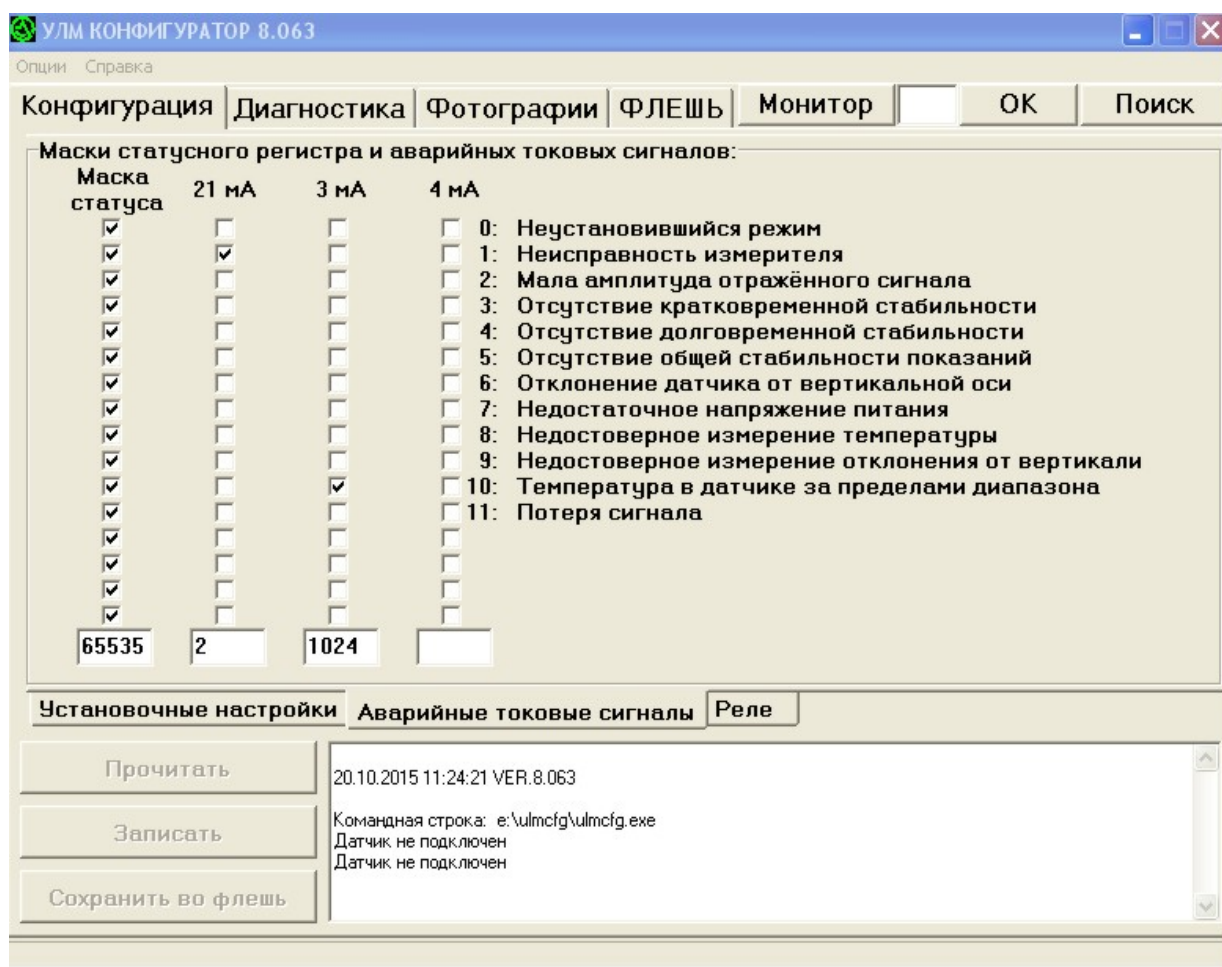 УЛМ КОНФИГУРАТОР 8.063
Опции Справка
Конфигурация Диагностика Фотографии ФЛЕШЬ Монитор OK Поиск
Маски статусного регистра и аварийных токовых сигналов:
Маска статуса 21 мА 3 мА 4 мА
0: Неустановившийся режим
1: Неисправность измерителя
2: Мала амплитуда отражённого сигнала
3: Отсутствие кратковременной стабильности
4: Отсутствие долговременной стабильности
5: Отсутствие общей стабильности показаний
6: Отклонение датчика от вертикальной оси
7: Недостаточное напряжение питания
8: Недостоверное измерение температуры
9: Недостоверное измерение отклонения от вертикали
10: Температура в датчике за пределами диапазона
11: Потеря сигнала
65535 2 1024
Установочные настройки Аварийные токовые сигналы Реле
Прочитать
Записать
Сохранить во флешь
20.10.2015 11:24:21 VER.8.063
Командная строка: e:\ulmcfg\ulmcfg.exe
Датчик не подключен
Датчик не подключен